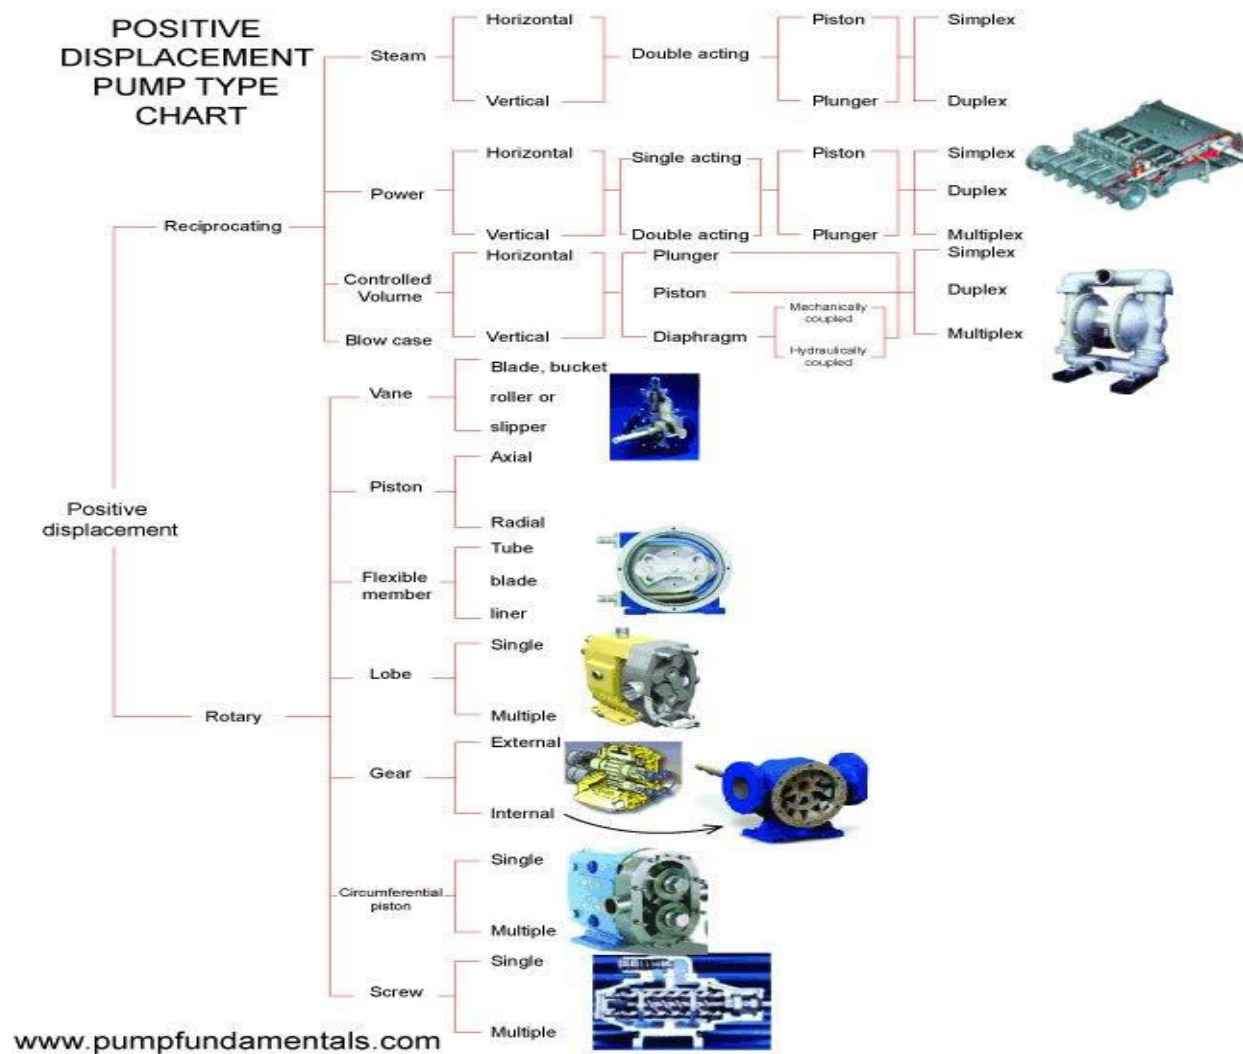 POSITIVE
DISPLACEMENT
PUMP TYPE
CHART
Positive
displacement
Reciprocating
Steam
Horizontal
Vertical
Double acting
Piston
Plunger
Simplex
Duplex
Power
Horizontal
Vertical
Single acting
Double acting
Piston
Plunger
Simplex
Duplex
Multiplex
Controlled
Volume
Horizontal
Vertical
Plunger
Piston
Diaphragm
Mechanically
coupled
Hydraulically
coupled
Simplex
Duplex
Multiplex
Blow case
Rotary
Vane
Blade, bucket
roller or
slipper
Piston
Axial
Radial
Flexible
member
Tube
blade
liner
Lobe
Single
Multiple
Gear
External
Internal
Circumferential
piston
Single
Multiple
Screw
Single
Multiple
www.pumpfundamentals.com